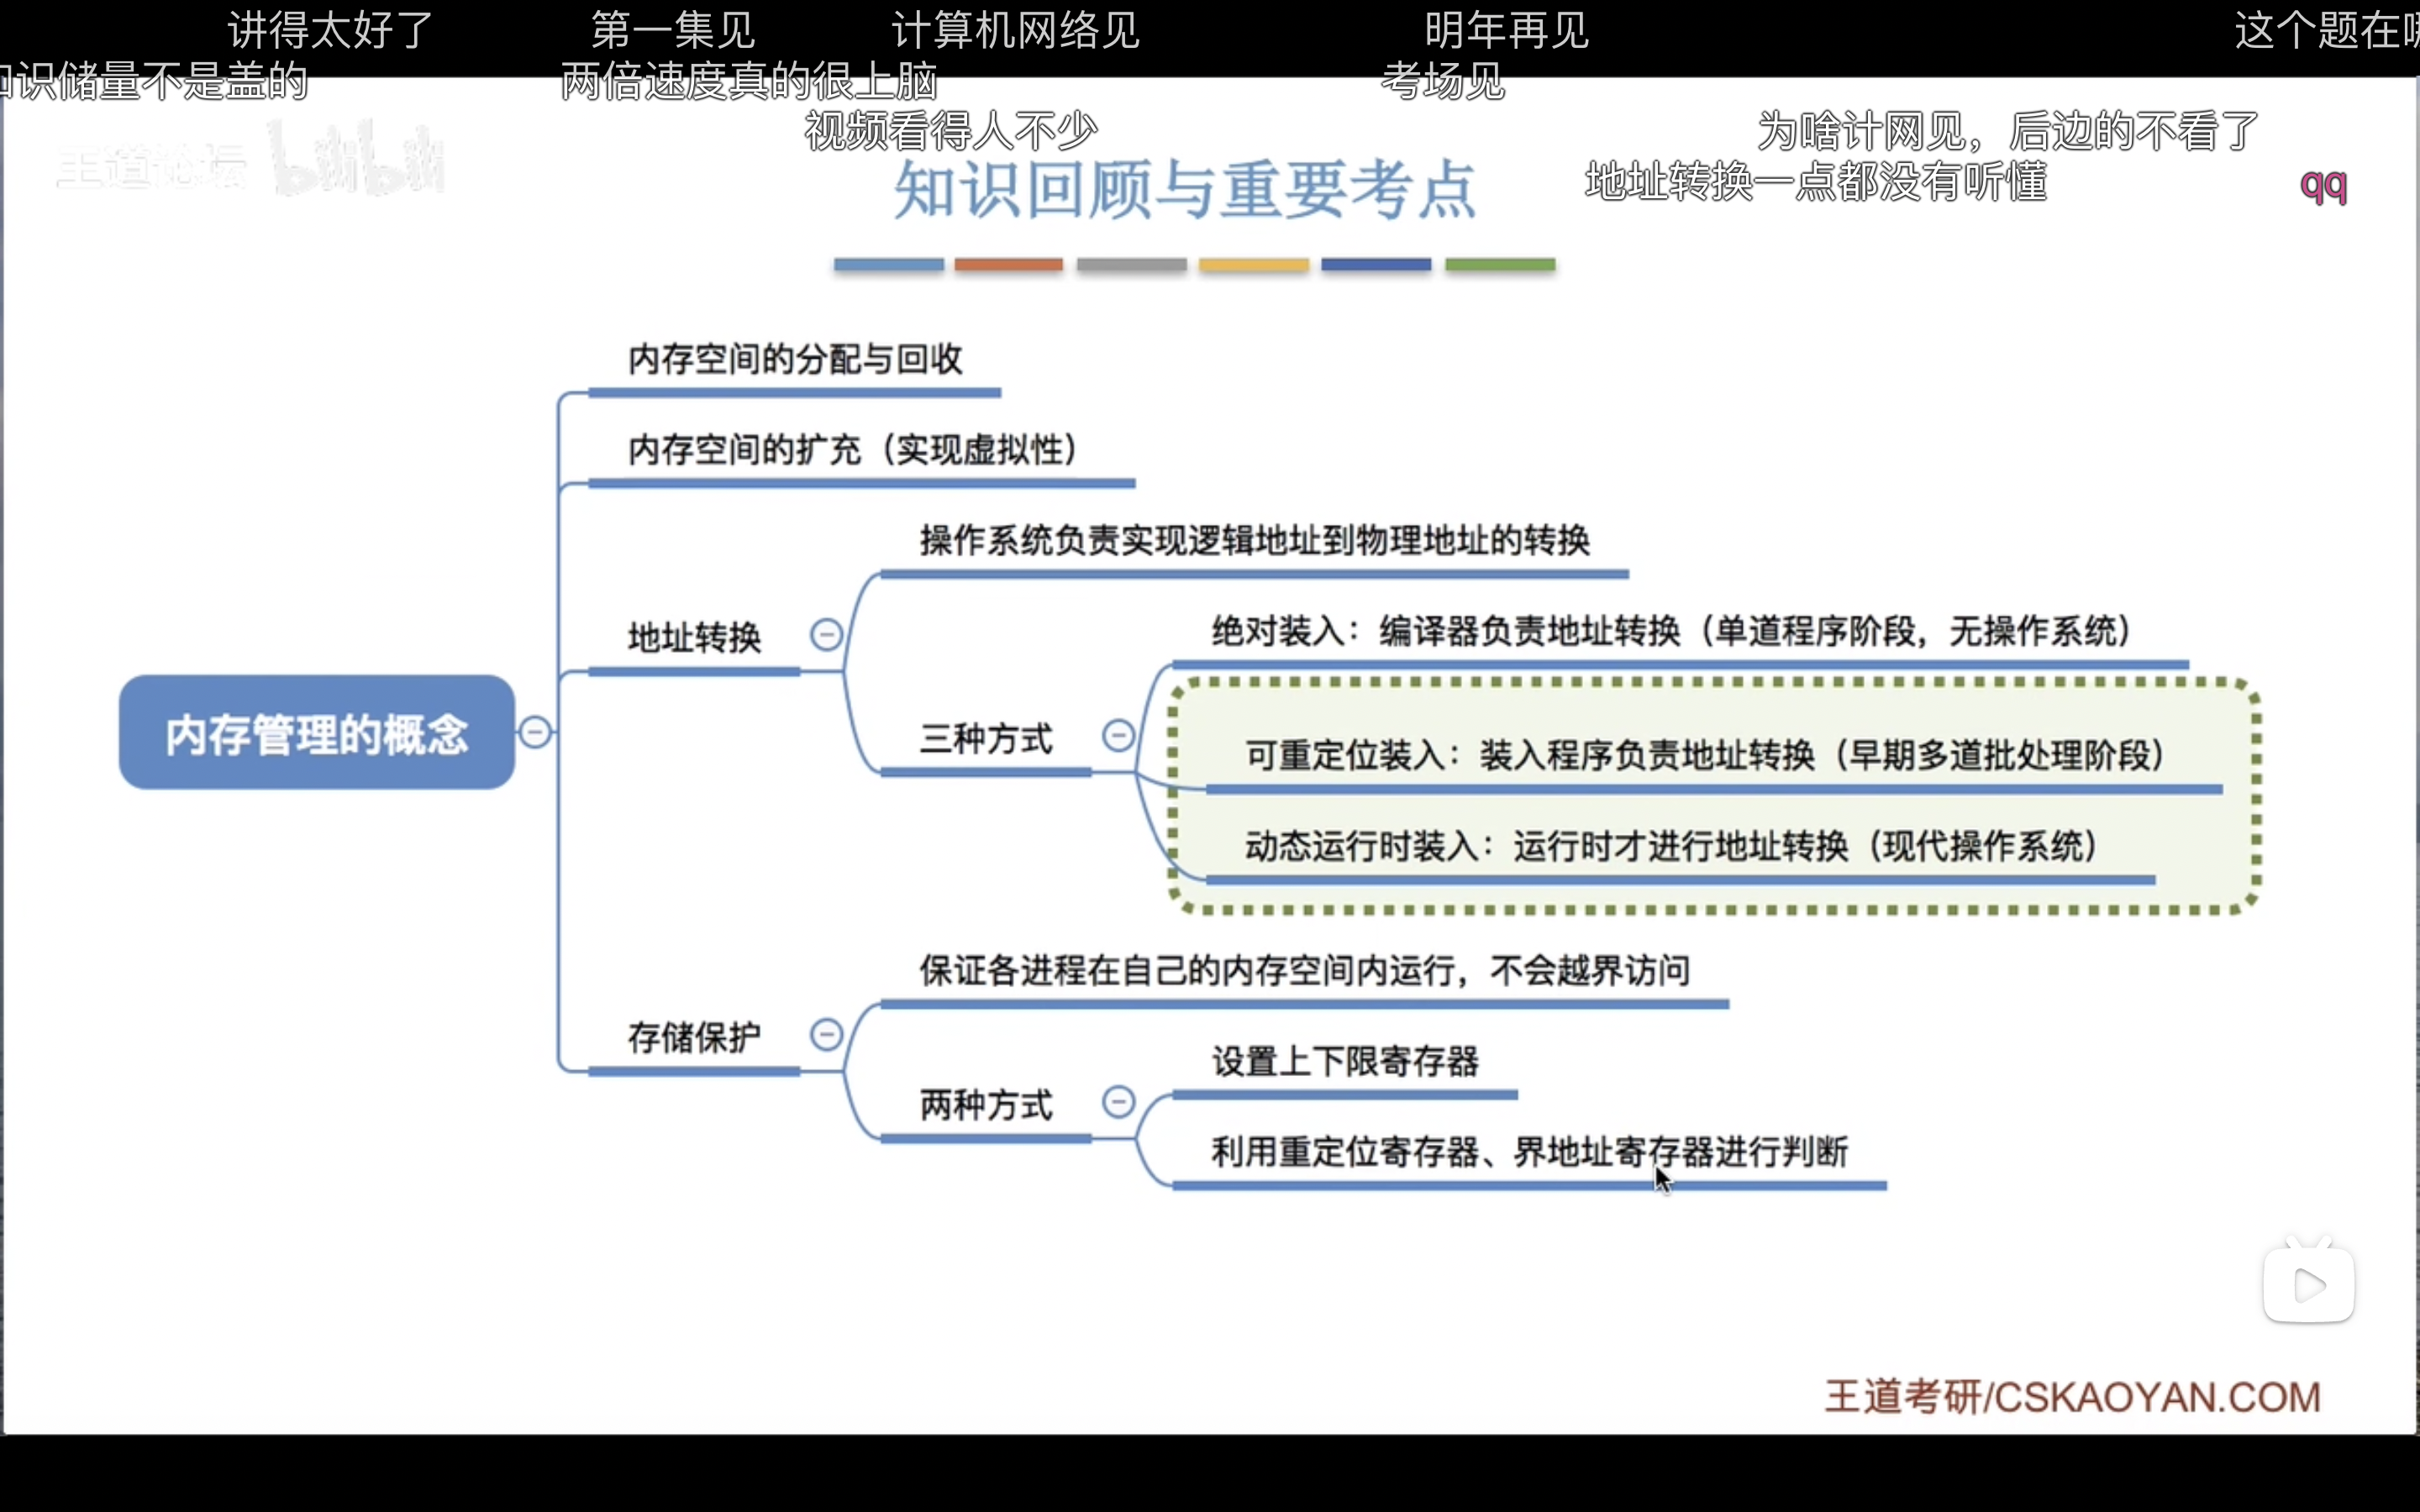 讲得太好了 第一集见 计算机网络见 明年再见 这个题在
识储量不是盖的 两倍速度真的很上脑 考场见
视频看得人不少 为啥计网见，后边的不看了
王道论坛 bilibili
知识回顾与重要考点
地址转换一点都没有听懂
qq
内存空间的分配与回收
内存空间的扩充（实现虚拟性）
操作系统负责实现逻辑地址到物理地址的转换
地址转换
绝对装入：编译器负责地址转换（单道程序阶段，无操作系统）
三种方式
可重定位装入：装入程序负责地址转换（早期多道批处理阶段）
动态运行时装入：运行时才进行地址转换（现代操作系统）
内存管理的概念
保证各进程在自己的内存空间内运行，不会越界访问
存储保护
设置上下限寄存器
两种方式
利用重定位寄存器、界地址寄存器进行判断
王道考研/CSKAOYAN.COM